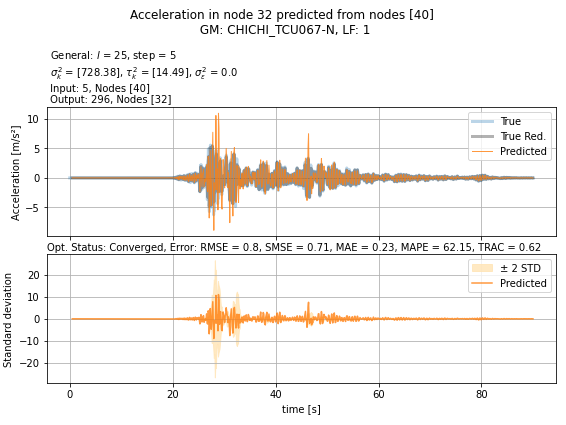 Acceleration in node 32 predicted from nodes [40]
GM: CHICHI_TCU067-N, LF: 1
General: l = 25, step = 5
σ²ₖ = [728.38], τ²ₖ = [14.49], σ²ε = 0.0
Input: 5, Nodes [40]
Output: 296, Nodes [32]
Acceleration [m/s²]
10
5
0
−5
True
True Red.
Predicted
Opt. Status: Converged, Error: RMSE = 0.8, SMSE = 0.71, MAE = 0.23, MAPE = 62.15, TRAC = 0.62
Standard deviation
20
10
0
−10
−20
± 2 STD
Predicted
0 20 40 60 80
time [s]